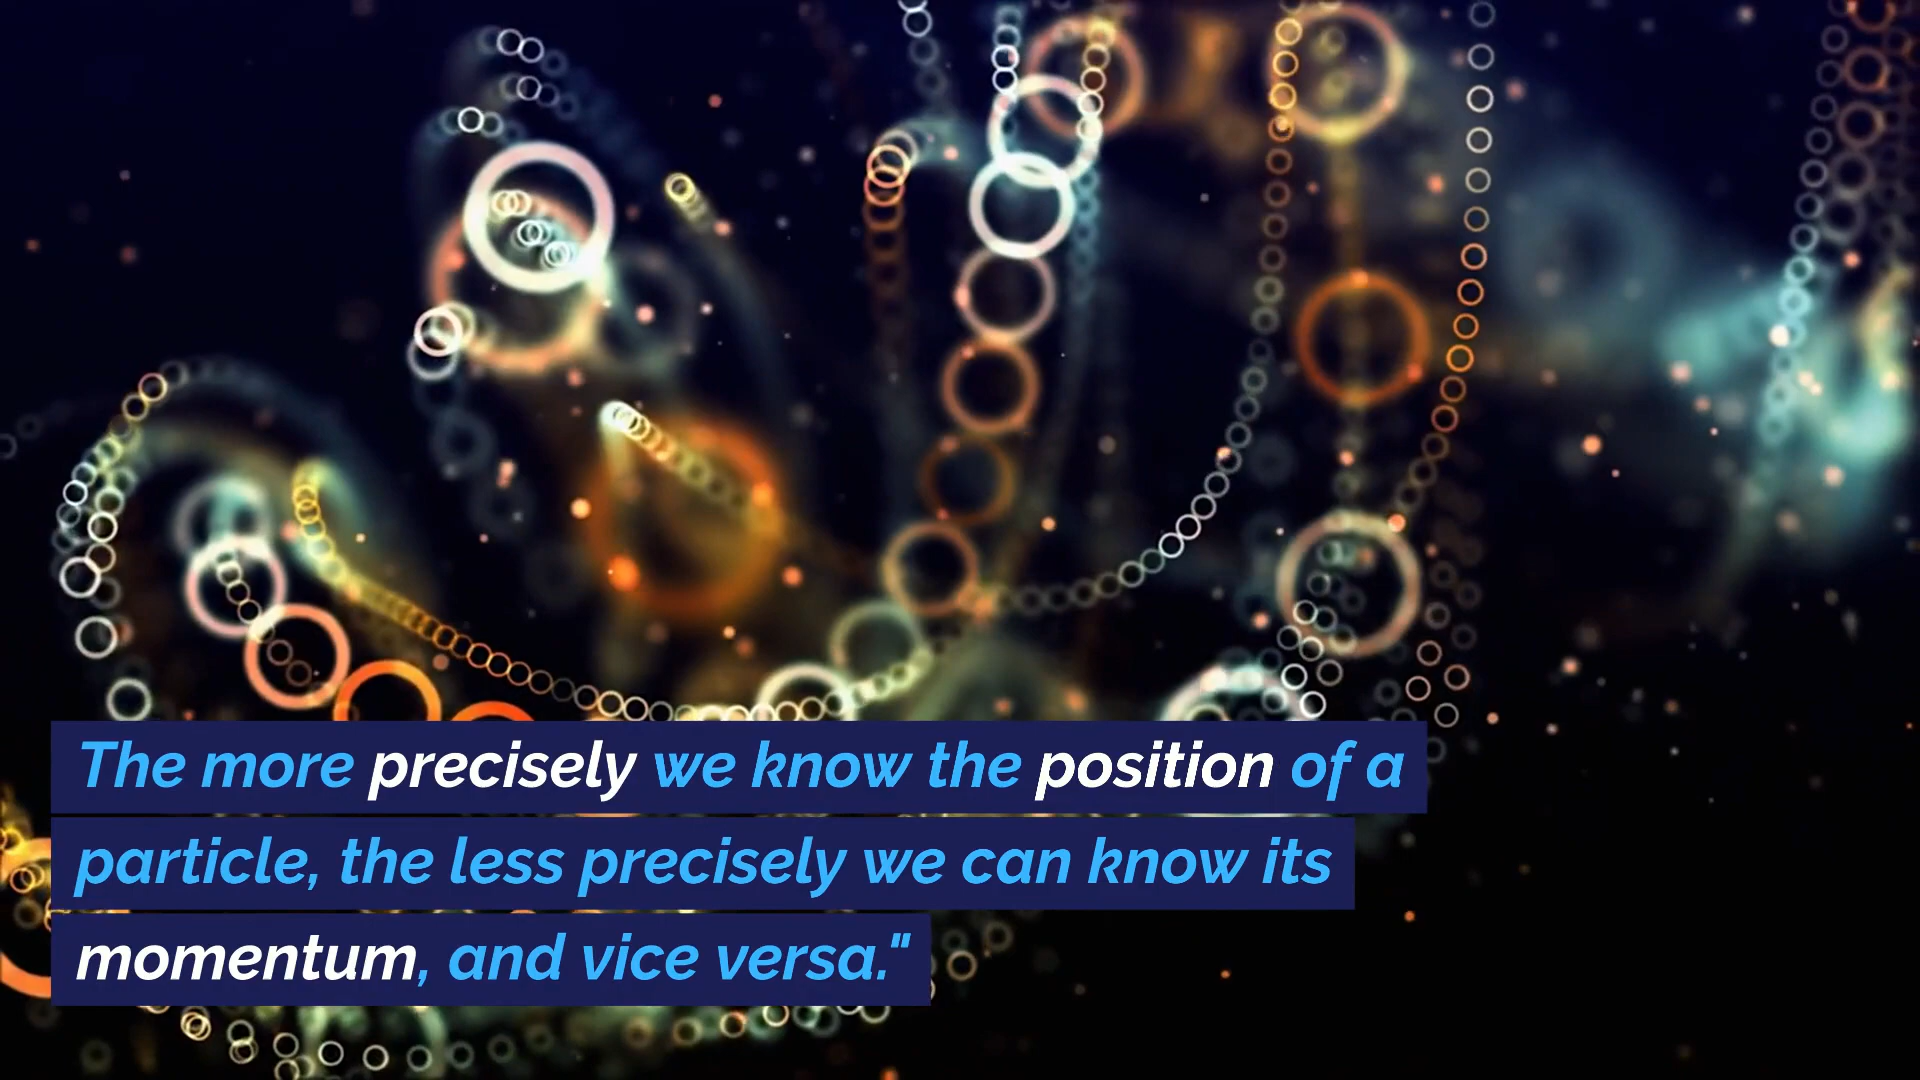 The more precisely we know the position of a
particle, the less precisely we can know its
momentum, and vice versa."